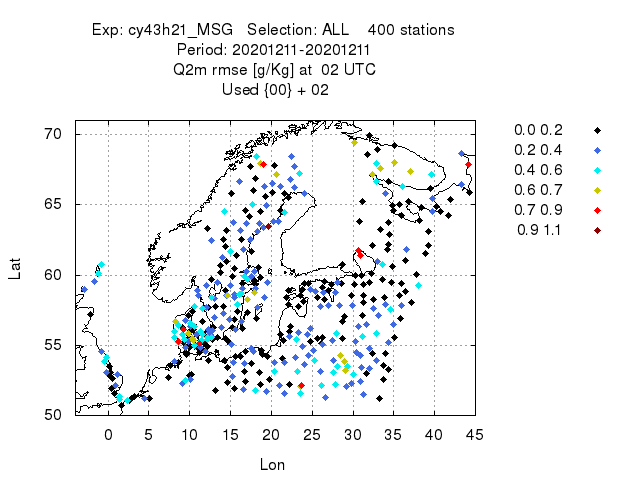 Exp: cy43h21_MSG   Selection: ALL    400 stations
Period: 20201211-20201211
Q2m rmse [g/Kg] at  02 UTC
Used {00} + 02
70
65
60
55
50
Lat
0 5 10 15 20 25 30 35 40 45
Lon
0.0 0.2
0.2 0.4
0.4 0.6
0.6 0.7
0.7 0.9
0.9 1.1